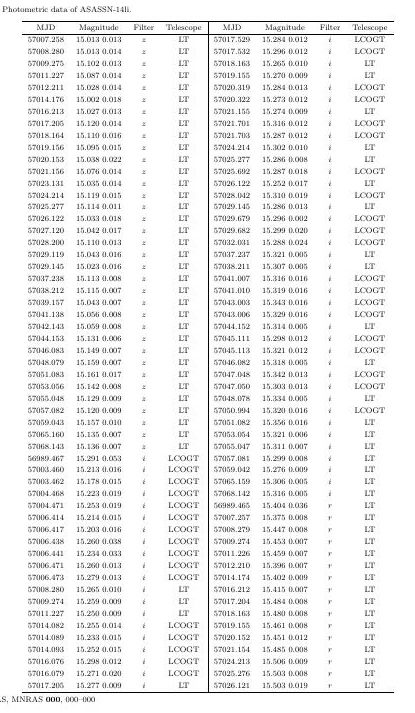 Photometric data of ASASSN-14li.
MJD Magnitude Filter Telescope MJD Magnitude Filter Telescope
57007.258 15.013 0.013 z LT 57017.529 15.284 0.012 i LCOGT
57008.280 15.013 0.014 z LT 57017.532 15.296 0.012 i LCOGT
57009.275 15.102 0.013 z LT 57018.163 15.265 0.010 i LT
57011.227 15.087 0.014 z LT 57019.155 15.270 0.009 i LT
57012.211 15.028 0.014 z LT 57020.319 15.284 0.013 i LCOGT
57014.176 15.002 0.018 z LT 57020.322 15.273 0.012 i LCOGT
57016.213 15.027 0.013 z LT 57021.155 15.274 0.009 i LT
57017.205 15.120 0.014 z LT 57021.701 15.316 0.012 i LCOGT
57018.164 15.110 0.016 z LT 57021.703 15.287 0.012 i LCOGT
57019.156 15.095 0.015 z LT 57024.214 15.302 0.010 i LT
57020.153 15.038 0.022 z LT 57025.277 15.286 0.008 i LT
57021.156 15.076 0.014 z LT 57025.692 15.287 0.018 i LCOGT
57023.131 15.035 0.014 z LT 57026.122 15.252 0.017 i LT
57024.214 15.119 0.015 z LT 57028.042 15.310 0.019 i LCOGT
57025.277 15.114 0.011 z LT 57029.145 15.286 0.013 i LT
57026.122 15.033 0.018 z LT 57029.679 15.296 0.002 i LCOGT
57027.120 15.042 0.017 z LT 57029.682 15.299 0.020 i LCOGT
57028.200 15.110 0.013 z LT 57032.031 15.288 0.024 i LCOGT
57029.119 15.043 0.016 z LT 57037.237 15.321 0.005 i LT
57029.145 15.023 0.016 z LT 57038.211 15.307 0.005 i LT
57037.238 15.113 0.008 z LT 57041.007 15.316 0.016 i LCOGT
57038.212 15.115 0.007 z LT 57041.010 15.319 0.016 i LCOGT
57039.157 15.043 0.007 z LT 57043.003 15.343 0.016 i LCOGT
57041.138 15.056 0.008 z LT 57043.006 15.329 0.016 i LCOGT
57042.143 15.059 0.008 z LT 57044.152 15.314 0.005 i LT
57044.153 15.131 0.006 z LT 57045.111 15.298 0.012 i LCOGT
57046.083 15.149 0.007 z LT 57045.113 15.321 0.012 i LCOGT
57048.079 15.159 0.007 z LT 57046.082 15.318 0.005 i LT
57051.083 15.161 0.017 z LT 57047.048 15.342 0.013 i LCOGT
57053.056 15.142 0.008 z LT 57047.050 15.303 0.013 i LCOGT
57055.048 15.129 0.009 z LT 57048.078 15.334 0.005 i LT
57057.082 15.120 0.009 z LT 57050.994 15.320 0.016 i LCOGT
57059.043 15.157 0.010 z LT 57051.082 15.356 0.016 i LT
57065.160 15.135 0.007 z LT 57053.054 15.321 0.006 i LT
57068.143 15.136 0.007 z LT 57055.047 15.311 0.007 i LT
56989.467 15.291 0.053 i LCOGT 57057.081 15.299 0.008 i LT
57003.460 15.213 0.016 i LCOGT 57059.042 15.276 0.009 i LT
57003.462 15.178 0.015 i LCOGT 57065.159 15.306 0.005 i LT
57004.468 15.223 0.019 i LCOGT 57068.142 15.316 0.005 i LT
57004.471 15.253 0.019 i LCOGT 56989.465 15.404 0.036 r LCOGT
57006.414 15.214 0.015 i LCOGT 57007.257 15.375 0.008 r LT
57006.417 15.203 0.016 i LCOGT 57008.279 15.447 0.008 r LT
57006.438 15.260 0.038 i LCOGT 57009.274 15.453 0.007 r LT
57006.441 15.234 0.033 i LCOGT 57011.226 15.459 0.007 r LT
57006.471 15.260 0.013 i LCOGT 57012.210 15.396 0.007 r LT
57006.473 15.279 0.013 i LCOGT 57014.174 15.402 0.009 r LT
57008.280 15.265 0.010 i LT 57016.212 15.415 0.007 r LT
57009.274 15.259 0.009 i LT 57017.204 15.484 0.008 r LT
57011.227 15.250 0.009 i LT 57018.163 15.480 0.008 r LT
57014.082 15.255 0.014 i LCOGT 57019.155 15.461 0.008 r LT
57014.089 15.233 0.015 i LCOGT 57020.152 15.451 0.012 r LT
57014.093 15.252 0.015 i LCOGT 57021.154 15.485 0.008 r LT
57016.076 15.298 0.012 i LCOGT 57024.213 15.506 0.009 r LT
57016.079 15.271 0.020 i LCOGT 57025.276 15.503 0.008 r LT
57017.205 15.277 0.009 i LT 57026.121 15.503 0.019 r LT
AS, MNRAS 000, 000–000